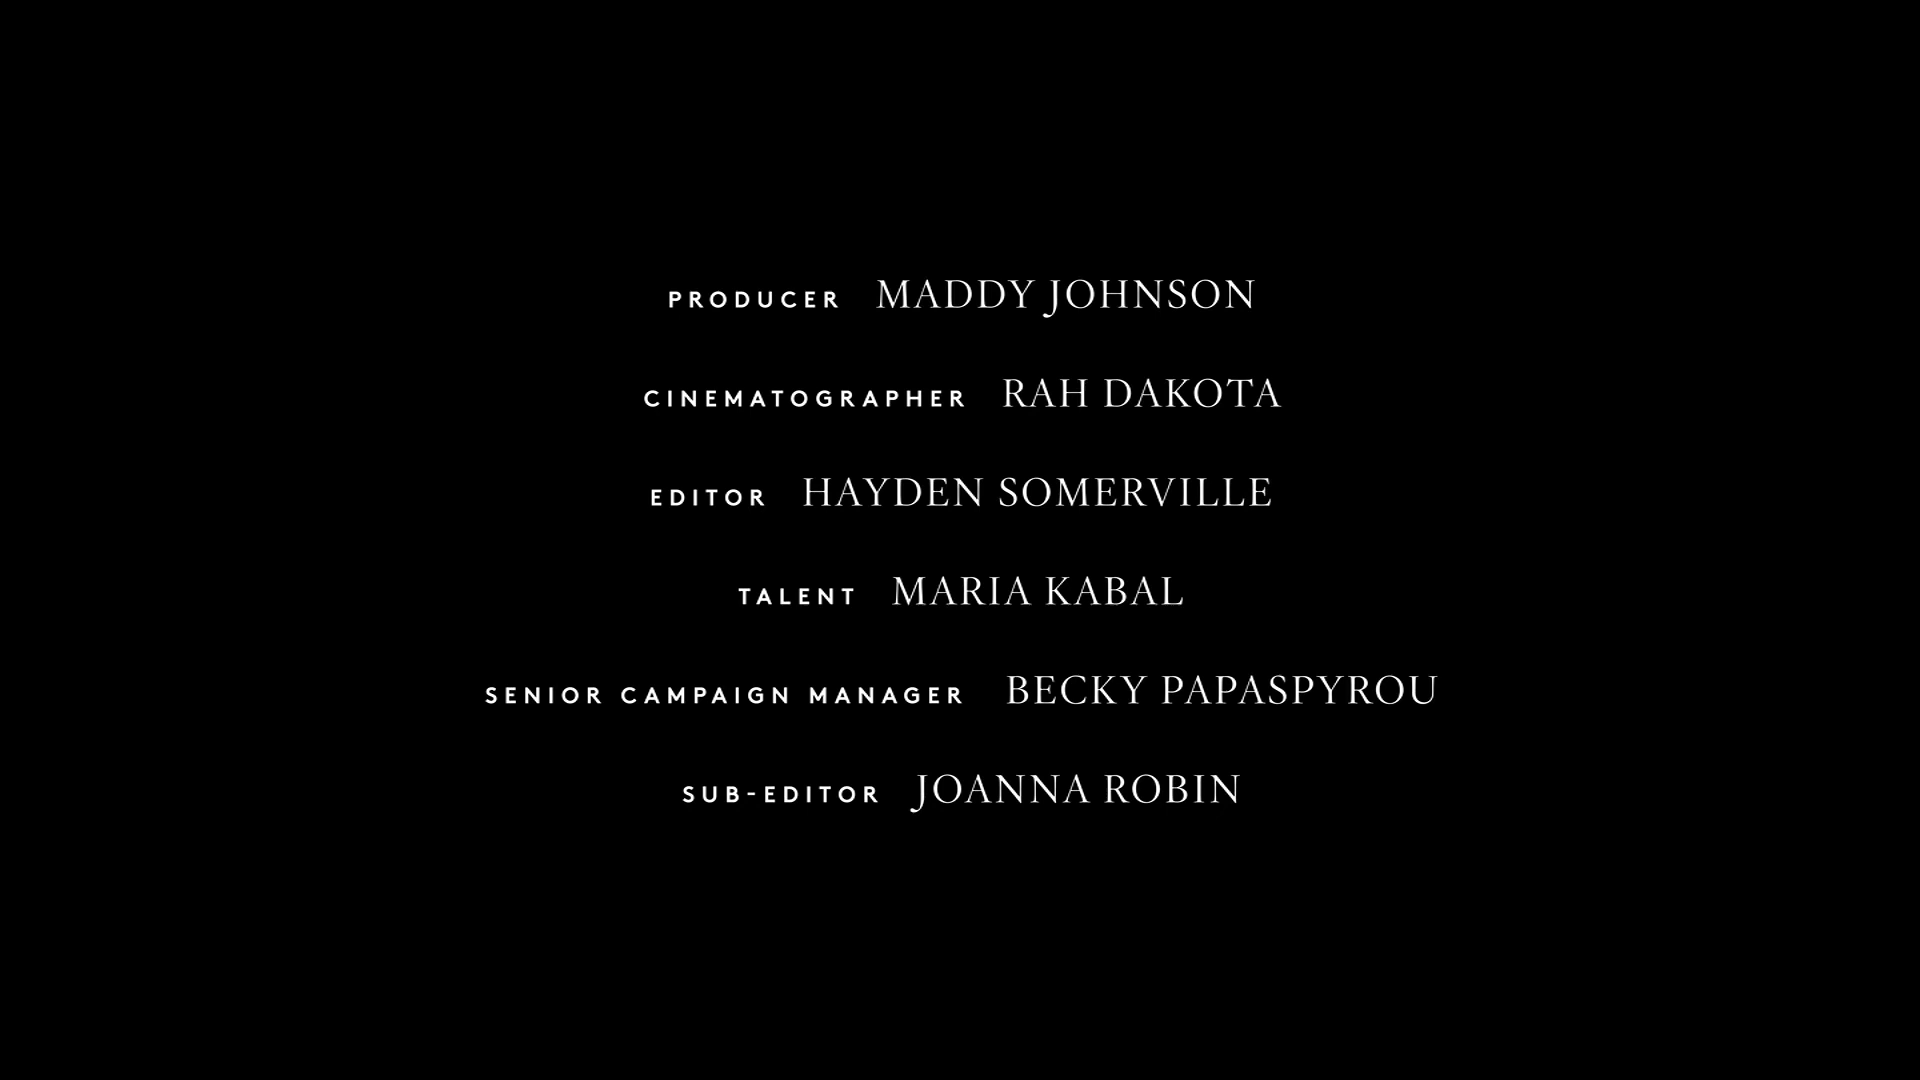 PRODUCER MADDY JOHNSON
CINEMATOGRAPHER RAH DAKOTA
EDITOR HAYDEN SOMERVILLE
TALENT MARIA KABAL
SENIOR CAMPAIGN MANAGER BECKY PAPASPYROU
SUB-EDITOR JOANNA ROBIN